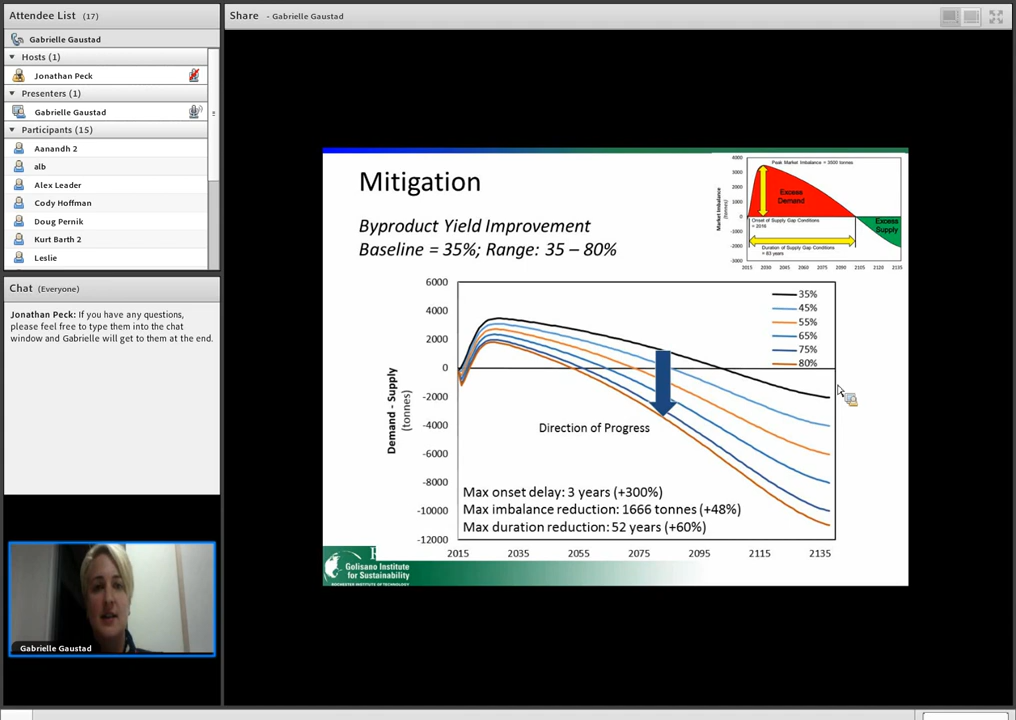 Attendee List (17)
Gabrielle Gaustad
Hosts (1)
Jonathan Peck
Presenters (1)
Gabrielle Gaustad
Participants (15)
Aanandh 2
alb
Alex Leader
Cody Hoffman
Doug Pernik
Kurt Barth 2
Leslie
Chat (Everyone)
Jonathan Peck: If you have any questions,
please feel free to type them into the chat
window and Gabrielle will get to them at the end.
Gabrielle Gaustad
Share - Gabrielle Gaustad
Mitigation
Byproduct Yield Improvement
Baseline = 35%; Range: 35 – 80%
4000
3000
2000
1000
0
-1000
-2000
-3000
Market Imbalance
(tonnes)
Peak Market Imbalance = 3500 tonnes
Excess
Demand
Onset of Supply Gap Conditions
= 2016
Duration of Supply Gap Conditions
= 83 years
Excess
Supply
2015 2030 2045 2060 2075 2090 2105 2120 2135
6000
4000
2000
0
-2000
-4000
-6000
-8000
-10000
-12000
Demand - Supply
(tonnes)
35%
45%
55%
65%
75%
80%
Direction of Progress
Max onset delay: 3 years (+300%)
Max imbalance reduction: 1666 tonnes (+48%)
Max duration reduction: 52 years (+60%)
2015 2035 2055 2075 2095 2115 2135
R
Golisano Institute
for Sustainability
ROCHESTER INSTITUTE OF TECHNOLOGY